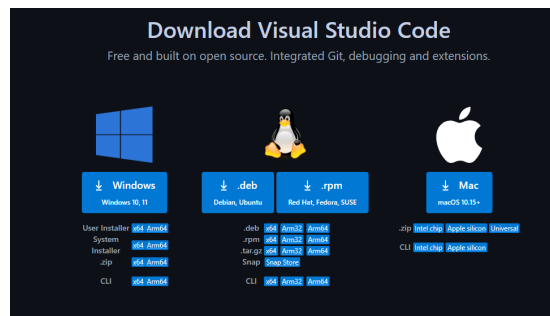 Download Visual Studio Code
Free and built on open source. Integrated Git, debugging and extensions.
Windows
Windows 10, 11
User Installer x64 Arm64
System
Installer x64 Arm64
.zip x64 Arm64
CLI x64 Arm64
.deb
Debian, Ubuntu
.rpm
Red Hat, Fedora, SUSE
.deb x64 Arm32 Arm64
.rpm x64 Arm32 Arm64
.tar.gz x64 Arm32 Arm64
Snap Snap Store
CLI x64 Arm32 Arm64
Mac
macOS 10.15+
.zip Intel chip Apple silicon Universal
CLI Intel chip Apple silicon